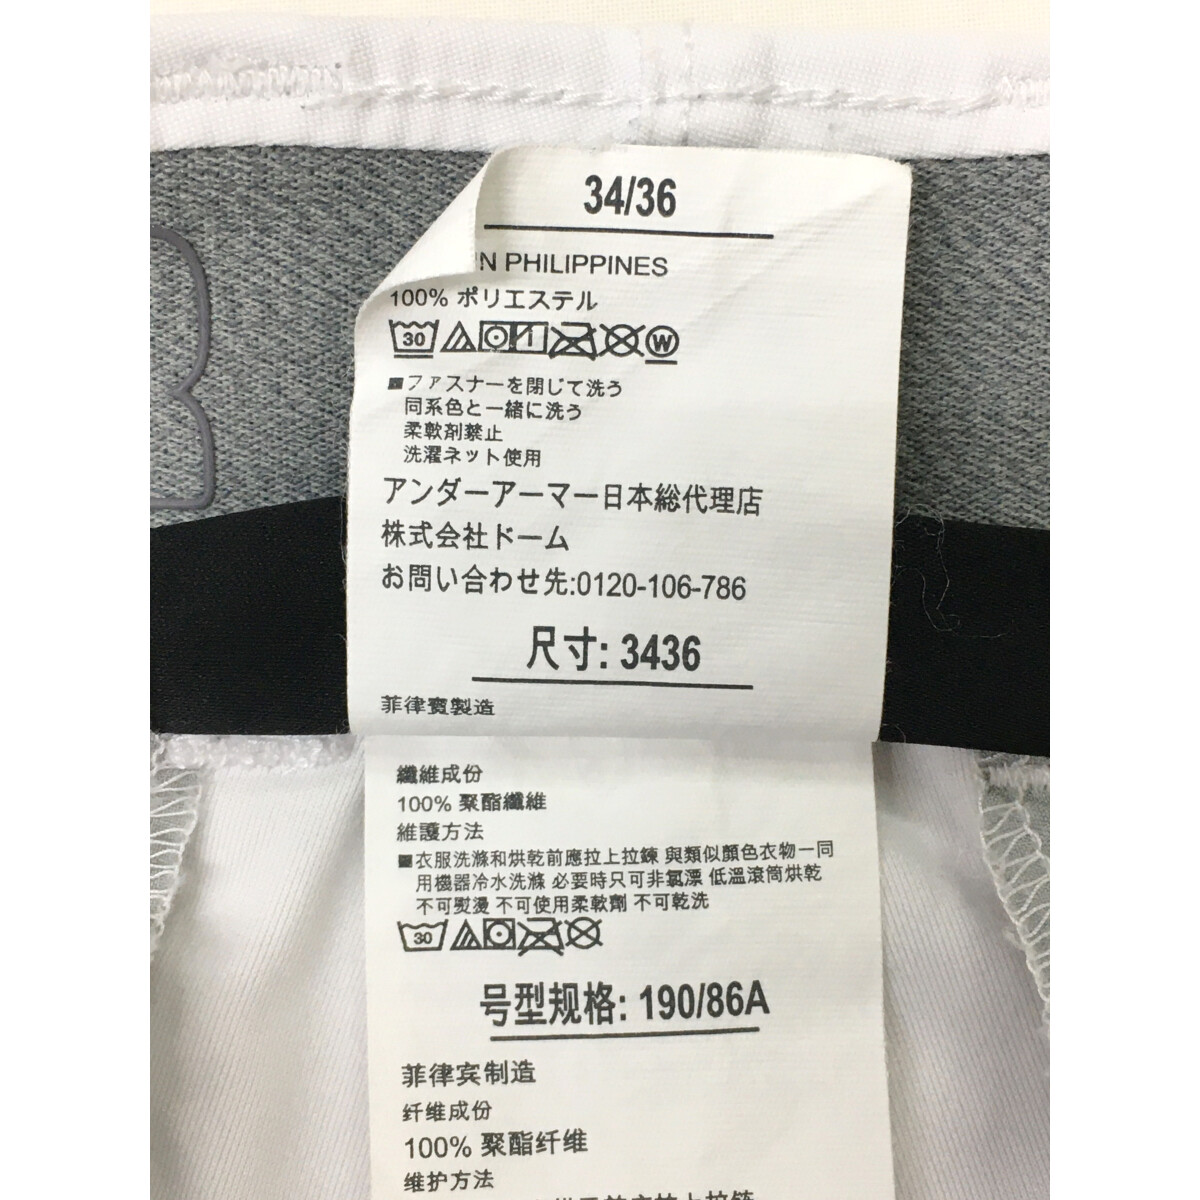 34/36
N PHILIPPINES
100% ポリエステル
30 W
■ファスナーを閉じて洗う
同系色と一緒に洗う
柔軟剤禁止
洗濯ネット使用
アンダーアーマー日本総代理店
株式会社ドーム
お問い合わせ先:0120-106-786
尺寸: 3436
菲律賓製造
纖維成份
100% 聚酯纖維
維護方法
■衣服洗滌和烘乾前應拉上拉鍊 與類似顏色衣物一同
用機器冷水洗滌 必要時只可非氯漂 低溫滾筒烘乾
不可熨燙 不可使用柔軟劑 不可乾洗
30
号型规格: 190/86A
菲律宾制造
纤维成份
100% 聚酯纤维
维护方法
前应拉上拉链